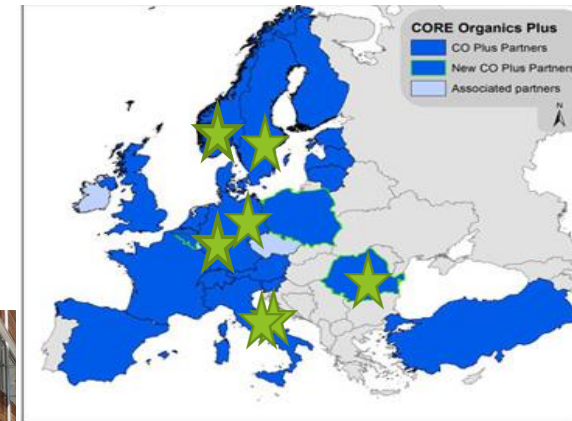 CORE Organics Plus
CO Plus Partners
New CO Plus Partners
Associated partners
N